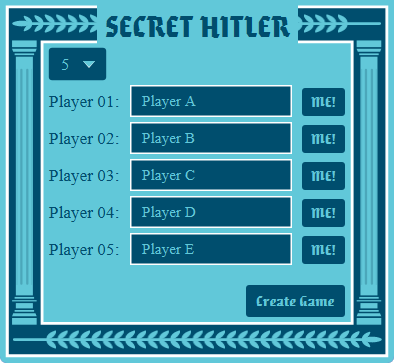 SECRET HITLER
5
Player 01: Player A ME!
Player 02: Player B ME!
Player 03: Player C ME!
Player 04: Player D ME!
Player 05: Player E ME!
Create Game